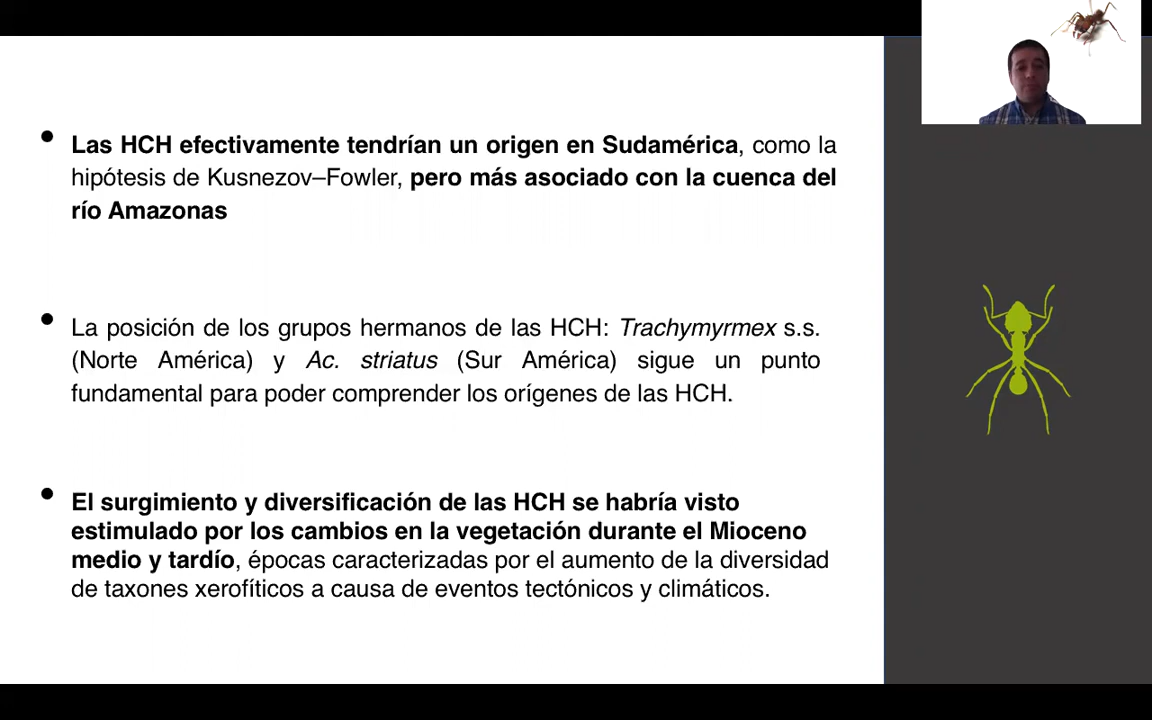 Las HCH efectivamente tendrían un origen en Sudamérica, como la
hipótesis de Kusnezov–Fowler, pero más asociado con la cuenca del
río Amazonas
La posición de los grupos hermanos de las HCH: Trachymyrmex s.s.
(Norte América) y Ac. striatus (Sur América) sigue un punto
fundamental para poder comprender los orígenes de las HCH.
El surgimiento y diversificación de las HCH se habría visto
estimulado por los cambios en la vegetación durante el Mioceno
medio y tardío, épocas caracterizadas por el aumento de la diversidad
de taxones xerofíticos a causa de eventos tectónicos y climáticos.